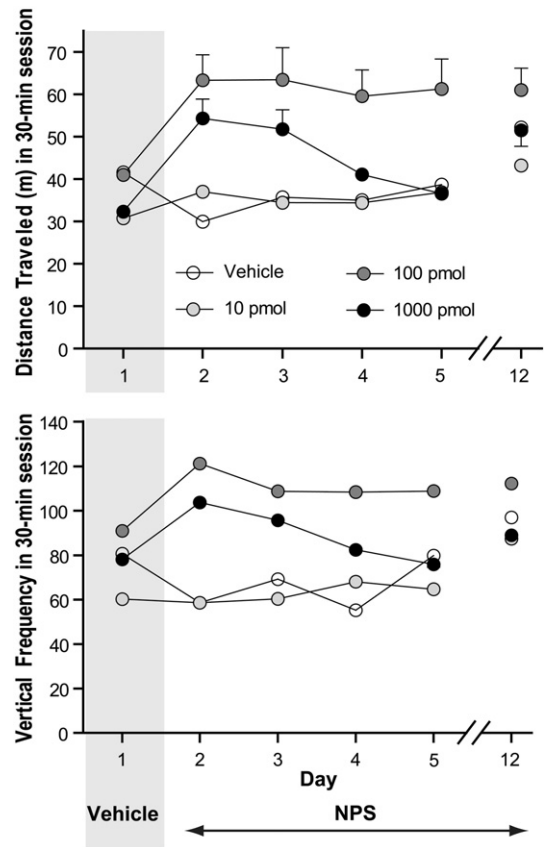 Distance Traveled (m) in 30-min session
70
60
50
40
30
20
10
0
Vehicle
100 pmol
10 pmol
1000 pmol
1 2 3 4 5 12
Vertical Frequency in 30-min session
140
120
100
80
60
40
20
0
1 2 3 4 5 12
Day
Vehicle NPS